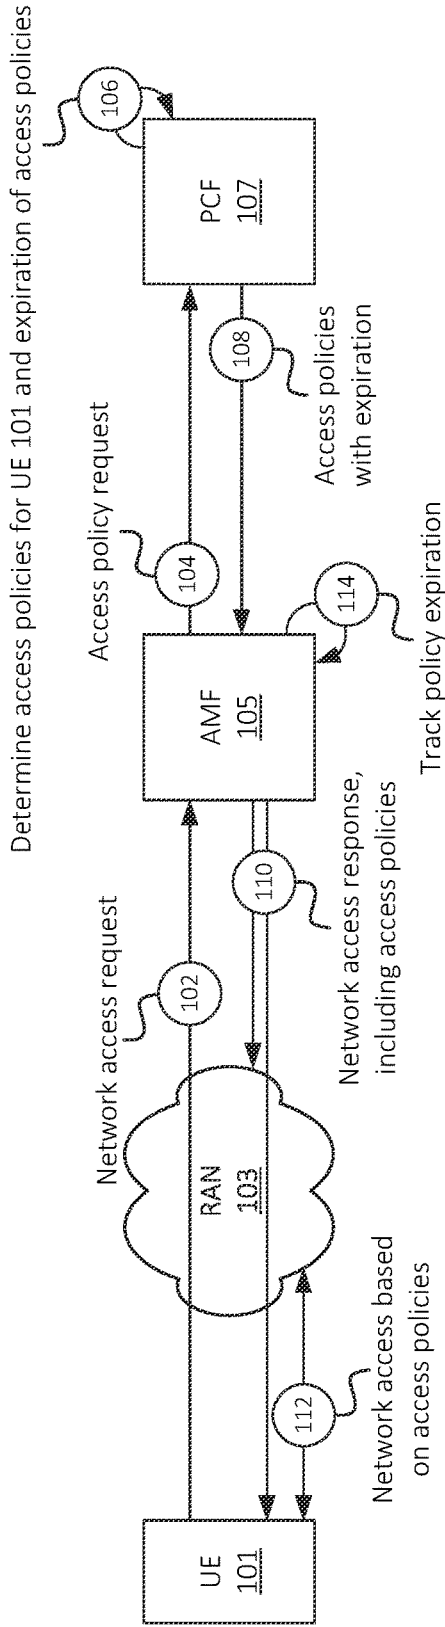 Determine access policies for UE 101 and expiration of access policies
106
Network access request
102
Access policy request
104
UE
101
RAN
103
AMF
105
PCF
107
108
Access policies
with expiration
110
Network access response,
including access policies
112
Network access based
on access policies
114
Track policy expiration